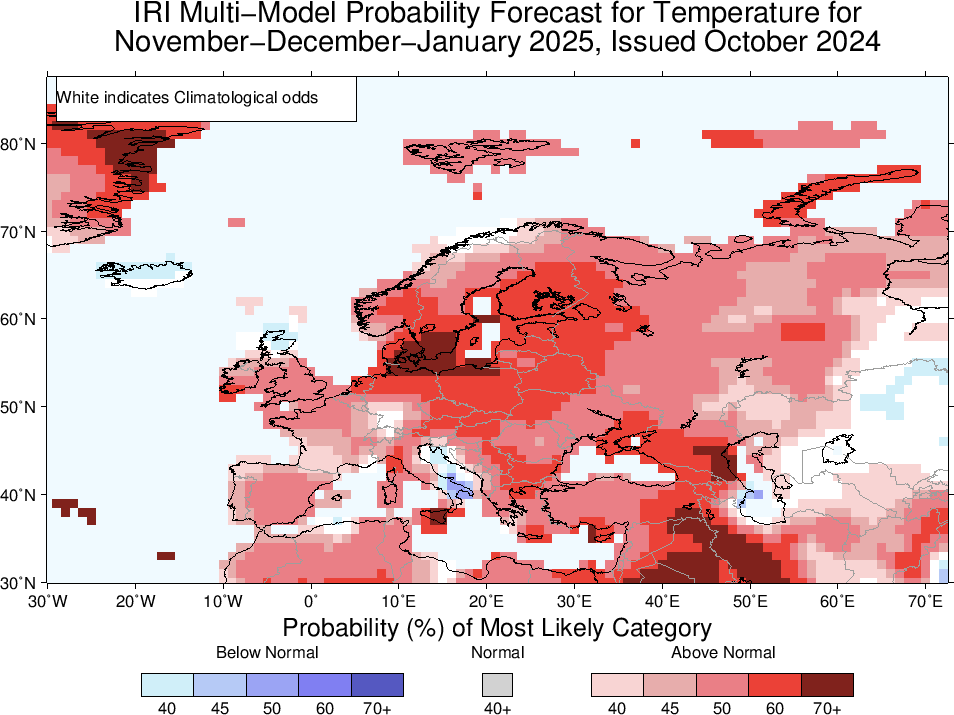 IRI Multi−Model Probability Forecast for Temperature for
November−December−January 2025, Issued October 2024
White indicates Climatological odds
80˚N
70˚N
60˚N
50˚N
40˚N
30˚N
30˚W 20˚W 10˚W 0˚ 10˚E 20˚E 30˚E 40˚E 50˚E 60˚E 70˚E
Probability (%) of Most Likely Category
Below Normal Normal Above Normal
40 45 50 60 70+ 40+ 40 45 50 60 70+